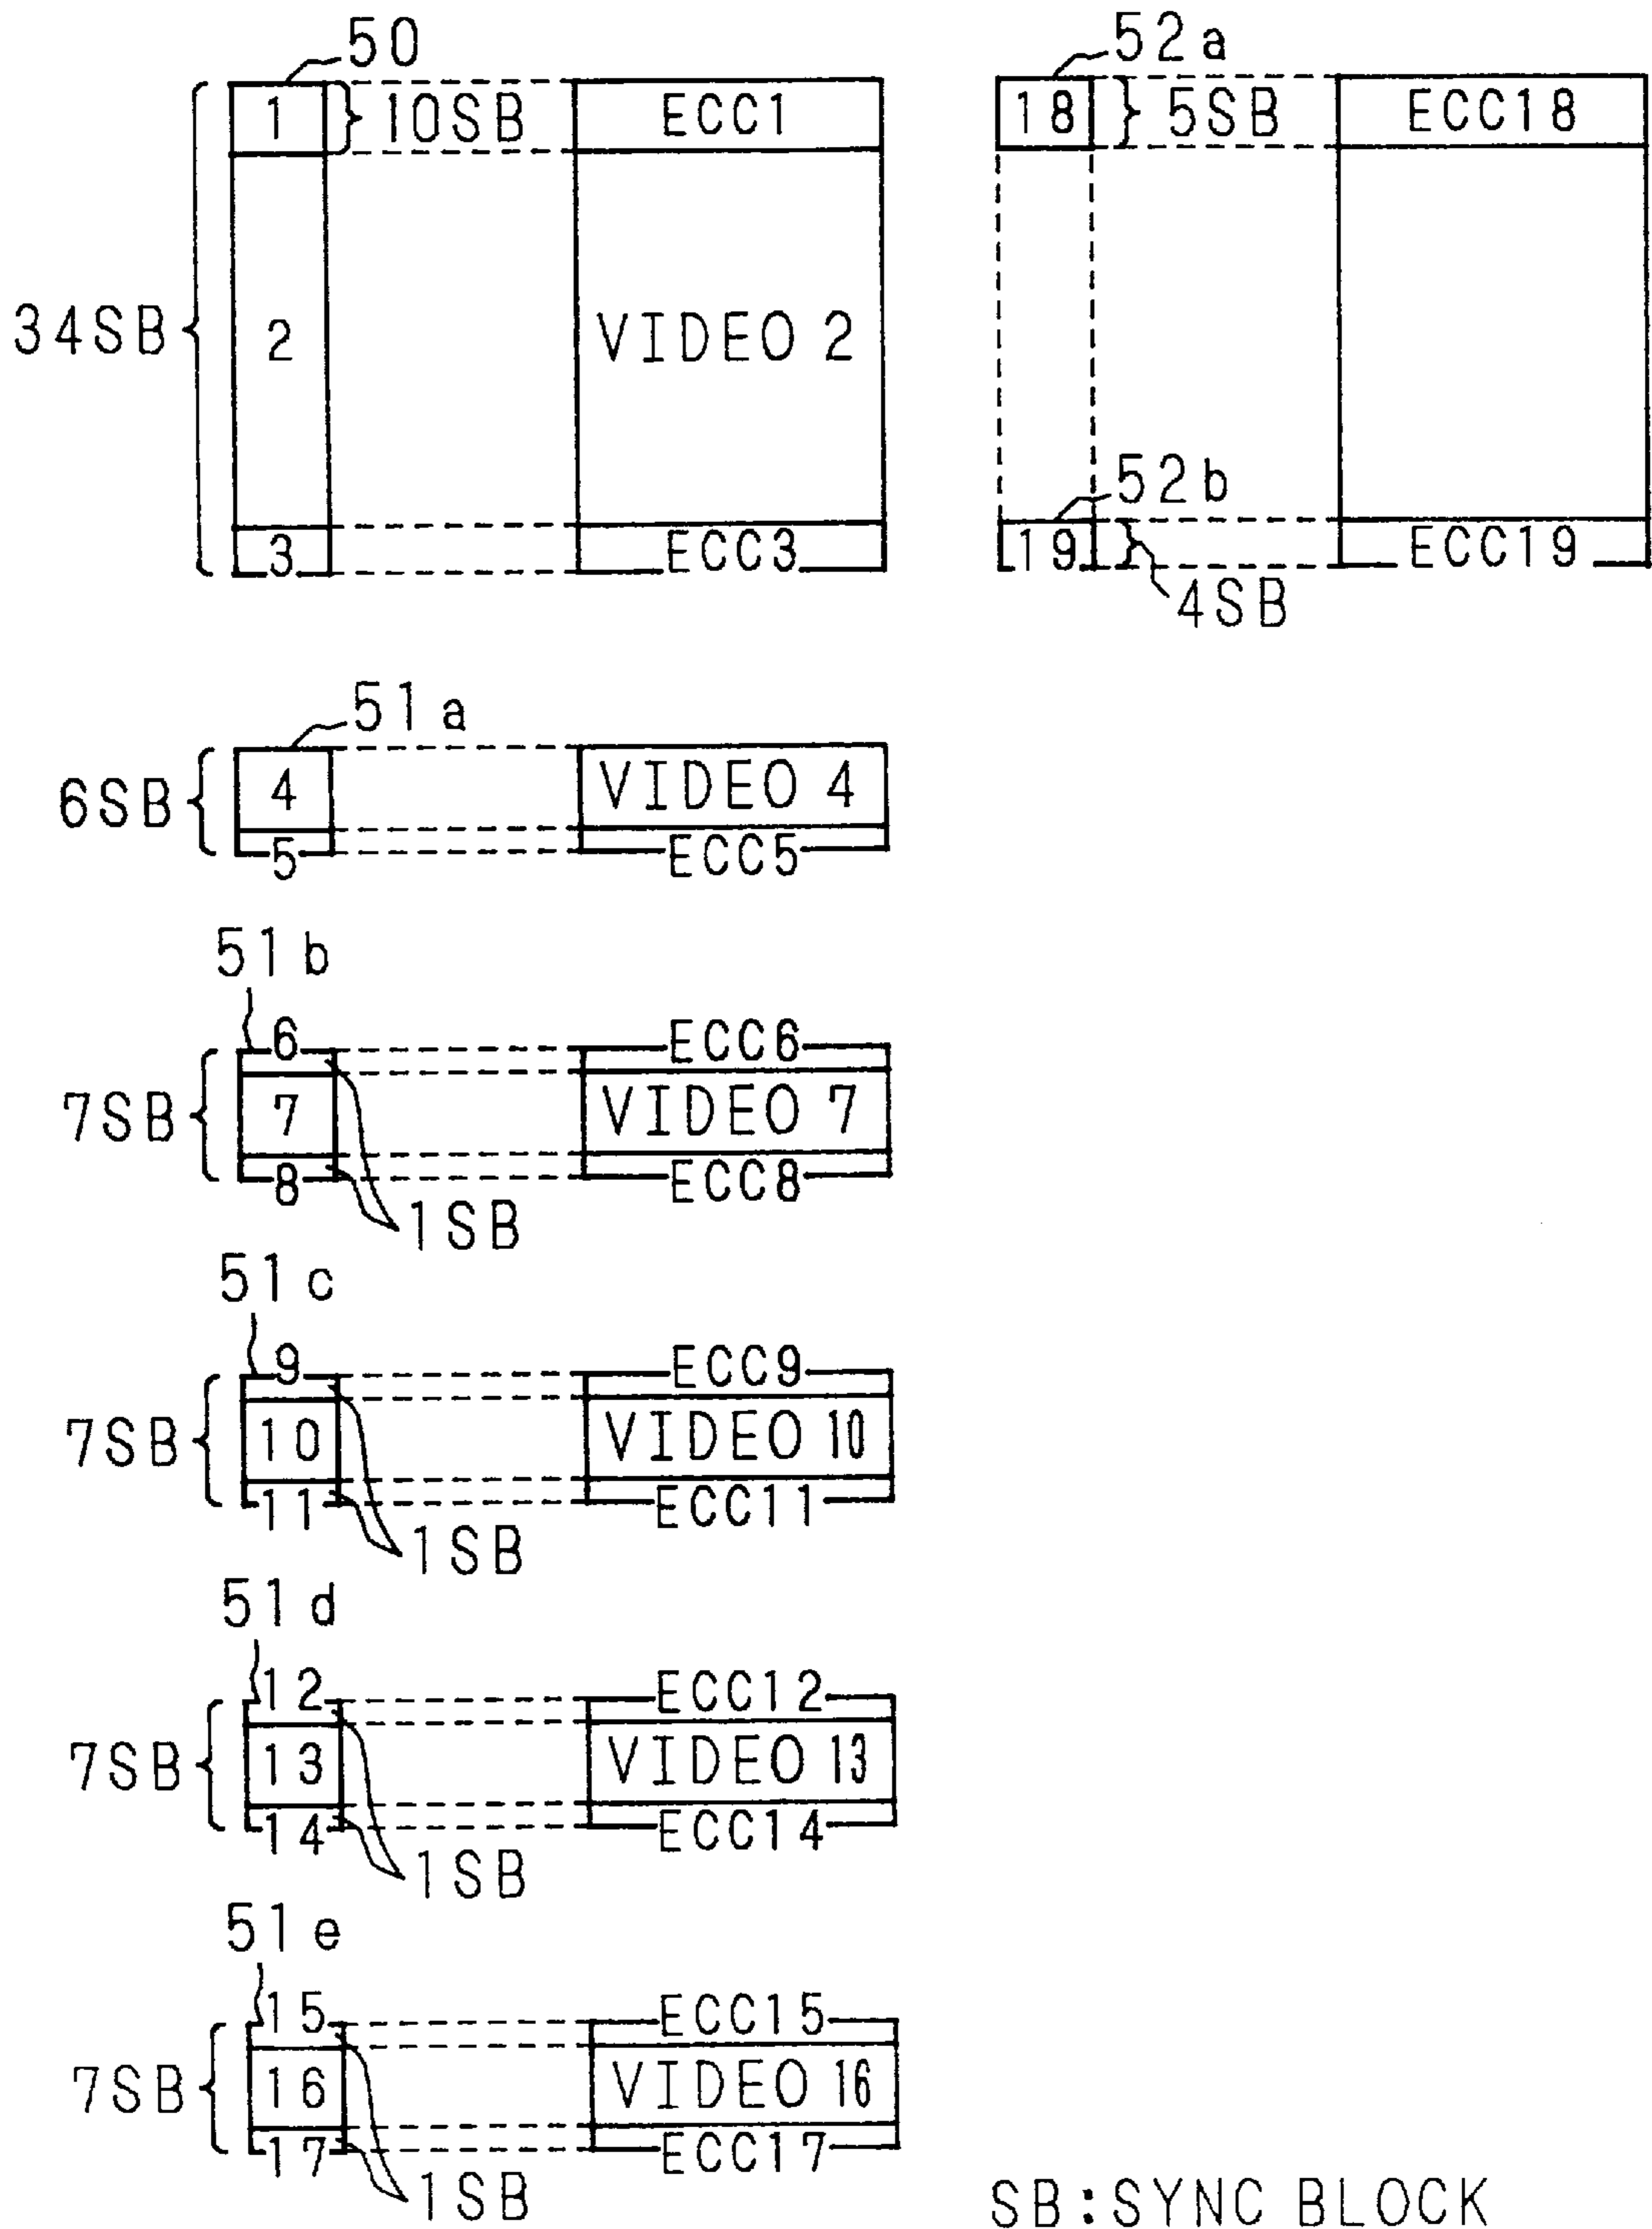 50
52a
1
10SB
ECC1
18
5SB
ECC18
34SB
2
VIDEO 2
52b
3
ECC3
19
ECC19
4SB
51a
6SB
4
VIDEO 4
5
ECC5
51b
6
ECC6
7SB
7
VIDEO 7
8
ECC8
1SB
51c
9
ECC9
7SB
10
VIDEO 10
11
ECC11
1SB
51d
12
ECC12
7SB
13
VIDEO 13
14
ECC14
1SB
51e
15
ECC15
7SB
16
VIDEO 16
17
ECC17
1SB
SB:SYNC BLOCK